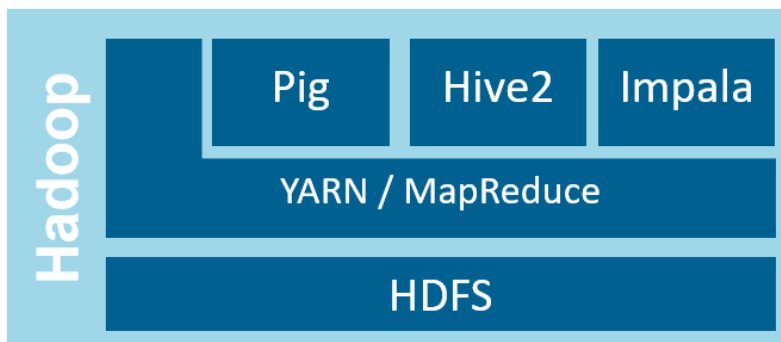 Hadoop
Pig
Hive2
Impala
YARN / MapReduce
HDFS